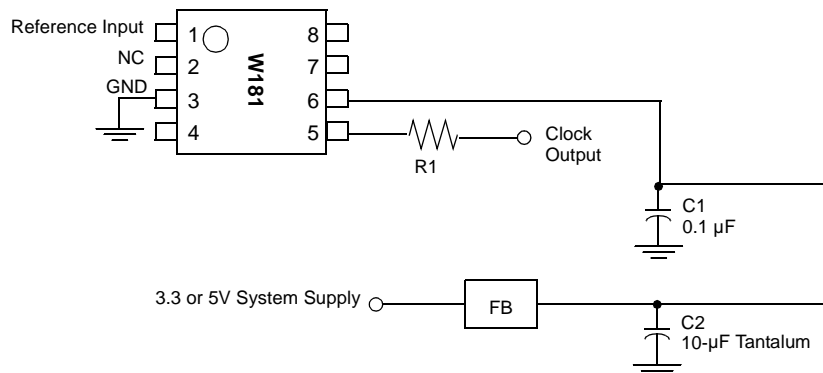 Reference Input
1
8
NC
2
7
GND
3
6
4
5
W181
R1
Clock
Output
C1
0.1 µF
3.3 or 5V System Supply
FB
C2
10-µF Tantalum